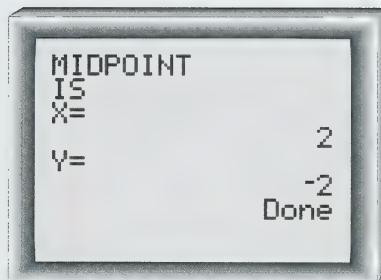 MIDPOINT
IS
X=
2
Y=
-2
Done